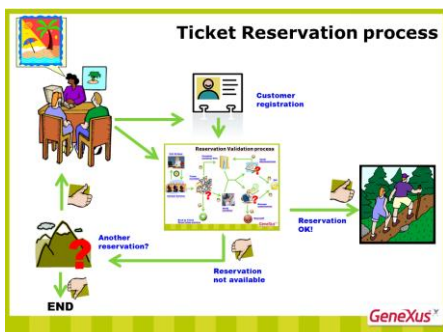 Ticket Reservation process
Customer
registration
Reservation Validation process
Reservation
OK!
Another
reservation?
Reservation
not available
END
GeneXus